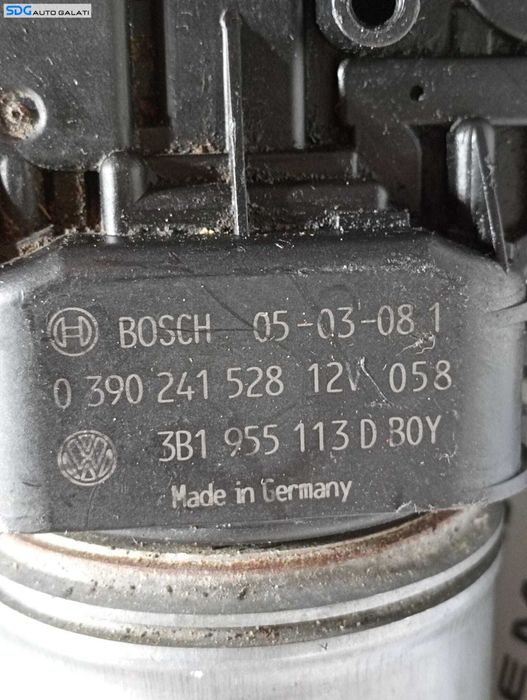 SDG AUTO GALATI
BOSCH 05-03-08 1
0 390 241 528 12V 058
3B1 955 113 D BOY
Made in Germany